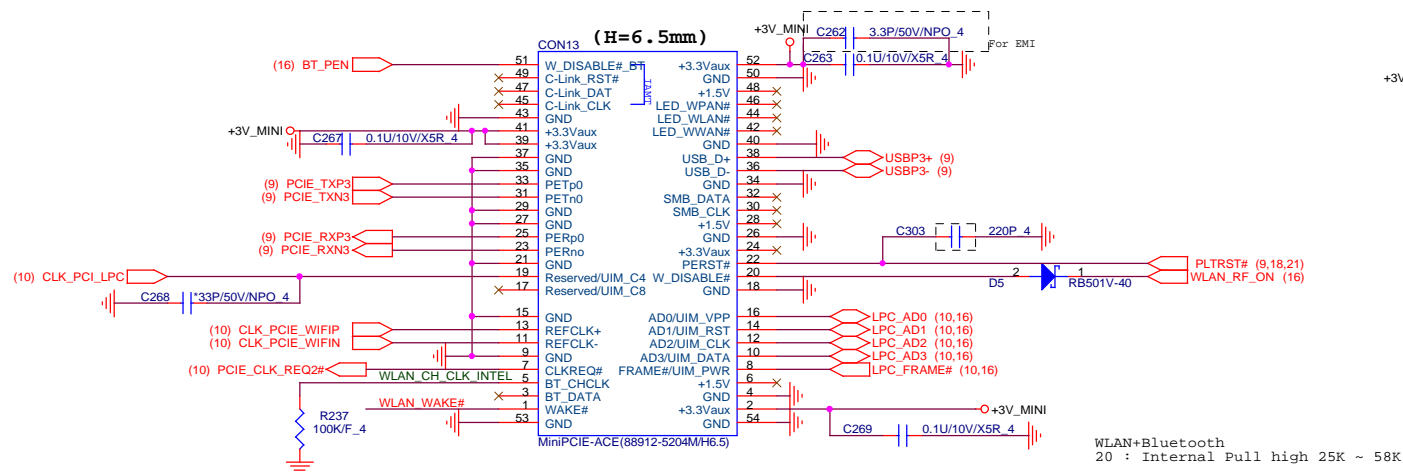 (H=6.5mm)
CON13
+3V_MINI
C262 3.3P/50V/NPO_4
For EMI
C263 0.1U/10V/X5R_4
+3V
(16) BT_PEN 51 W_DISABLE#_BT +3.3Vaux 52
49 C-Link_RST# GND 50
47 C-Link_DAT +1.5V 48
IAMT
45 C-Link_CLK LED_WPAN# 46
43 GND LED_WLAN# 44
+3V_MINI 41 +3.3Vaux LED_WWAN# 42
C267 0.1U/10V/X5R_4 39 +3.3Vaux GND 40
37 GND USB_D+ 38 USBP3+ (9)
35 GND USB_D- 36 USBP3- (9)
(9) PCIE_TXP3 33 PETp0 GND 34
(9) PCIE_TXN3 31 PETn0 SMB_DATA 32
29 GND SMB_CLK 30
27 GND +1.5V 28
(9) PCIE_RXP3 25 PERp0 GND 26
C303 220P_4
(9) PCIE_RXN3 23 PERno +3.3Vaux 24
21 GND PERST# 22 PLTRST# (9,18,21)
(10) CLK_PCI_LPC 19 Reserved/UIM_C4 W_DISABLE# 20 2 1 WLAN_RF_ON (16)
D5 RB501V-40
C268 *33P/50V/NPO_4 17 Reserved/UIM_C8 GND 18
15 GND AD0/UIM_VPP 16 LPC_AD0 (10,16)
(10) CLK_PCIE_WIFIP 13 REFCLK+ AD1/UIM_RST 14 LPC_AD1 (10,16)
(10) CLK_PCIE_WIFIN 11 REFCLK- AD2/UIM_CLK 12 LPC_AD2 (10,16)
9 GND AD3/UIM_DATA 10 LPC_AD3 (10,16)
(10) PCIE_CLK_REQ2# 7 CLKREQ# FRAME#/UIM_PWR 8 LPC_FRAME# (10,16)
WLAN_CH_CLK_INTEL 5 BT_CHCLK +1.5V 6
3 BT_DATA GND 4
WLAN_WAKE# 1 WAKE# +3.3Vaux 2 +3V_MINI
R237 53 GND GND 54
100K/F_4
C269 0.1U/10V/X5R_4
MiniPCIE-ACE(88912-5204M/H6.5)
WLAN+Bluetooth
20 : Internal Pull high 25K ~ 58K